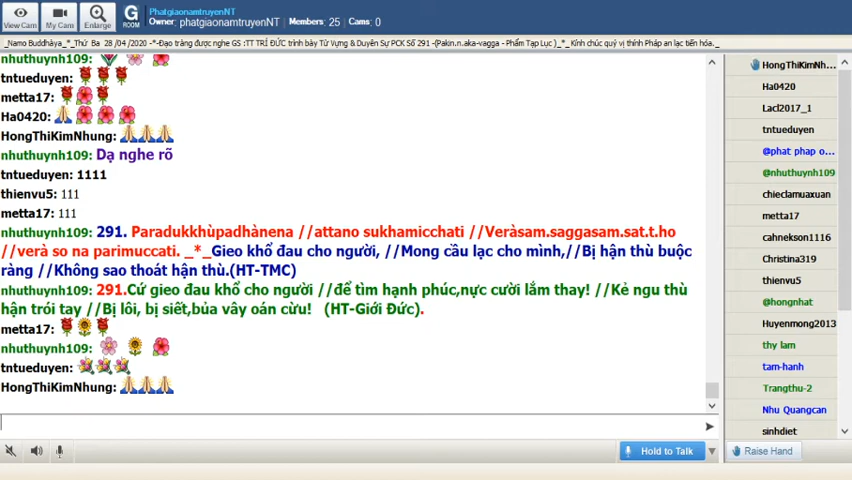 PhatgiaonamtruyenNT
Owner: phatgiaonamtruyenNT Members: 25 Cams: 0
View Cam
My Cam
Enlarge
G
ROOM
_Namo Buddhàya_*_Thứ Ba 28 /04 /2020 -*-Đạo tràng được nghe GS :TT TRÍ ĐỨC trình bày Từ Vựng & Duyên Sự PCK Số 291 -(Pakin.n.aka-vagga - Phẩm Tạp Lục )_*_ Kính chúc quý vị thính Pháp an lạc tiến hóa._
nhuthuynh109:
tntueduyen:
metta17:
Ha0420:
HongThiKimNhung:
nhuthuynh109: Dạ nghe rõ
tntueduyen: 1111
thienvu5: 111
metta17: 111
nhuthuynh109: 291. Paradukkhùpadhànena //attano sukhamicchati //Veràsam.saggasam.sat.t.ho
//verà so na parimuccati. _*_Gieo khổ đau cho người, //Mong cầu lạc cho mình,//Bị hận thù buộc
ràng //Không sao thoát hận thù.(HT-TMC)
nhuthuynh109: 291.Cứ gieo đau khổ cho người //để tìm hạnh phúc,nực cười lắm thay! //Kẻ ngu thù
hận trói tay //Bị lôi, bị siết,bủa vây oán cừu! (HT-Giới Đức).
metta17:
nhuthuynh109:
tntueduyen:
HongThiKimNhung:
HongThiKimNh...
Ha0420
Lacl2017_1
tntueduyen
@phat phap o...
@nhuthuynh109
chieclamuaxuan
metta17
cahnekson1116
Christina319
thienvu5
@hongnhat
Huyenmong2013
thy lam
tam-hanh
Trangthu-2
Nhu Quangcan
sinhdiet
Hold to Talk
Raise Hand